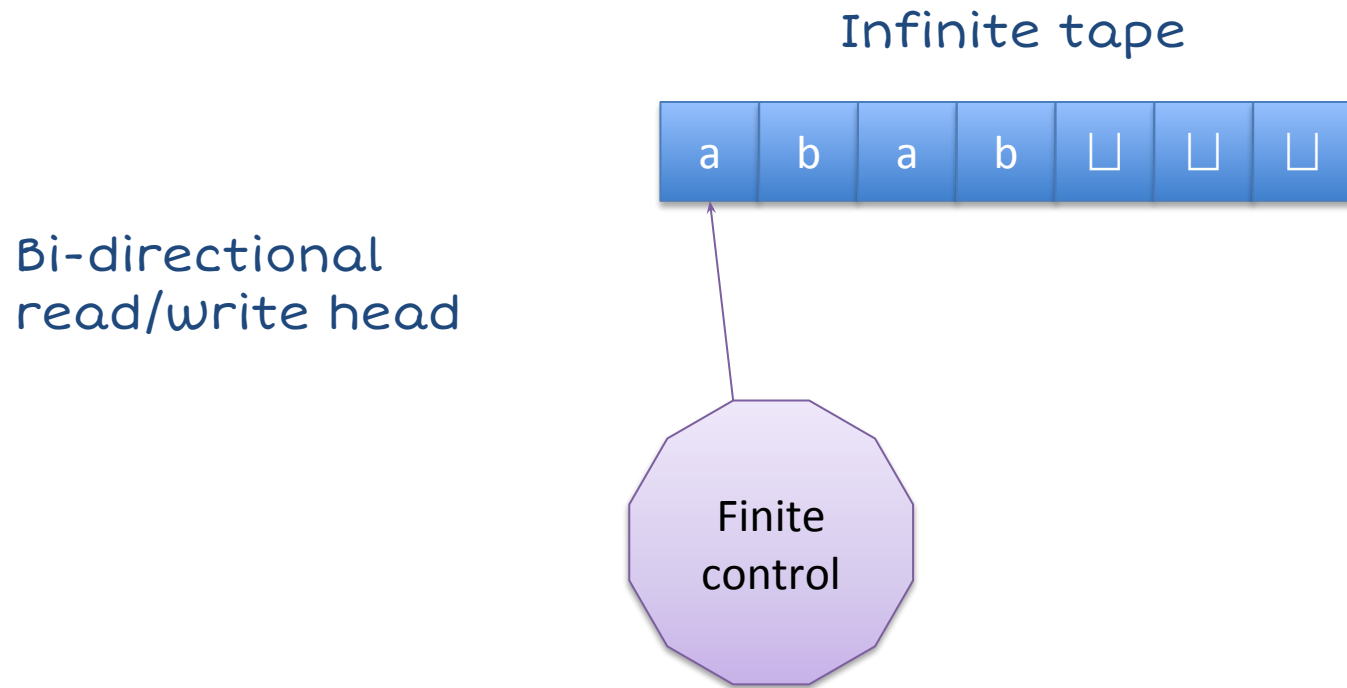 Infinite tape
a b a b ⊔ ⊔ ⊔
Bi-directional
read/write head
Finite
control